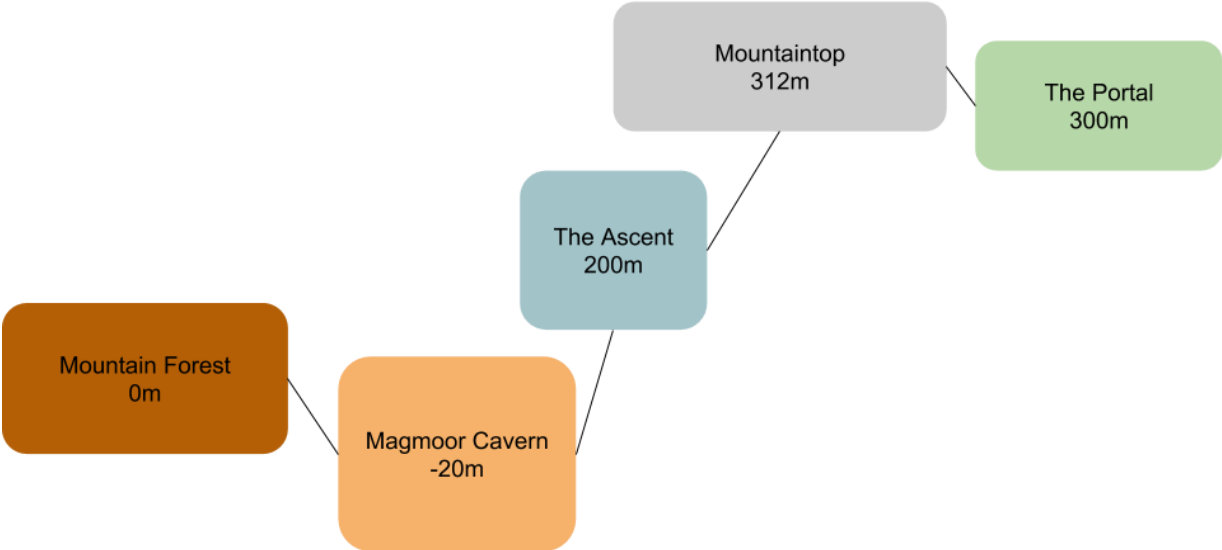 Mountaintop
312m
The Portal
300m
The Ascent
200m
Mountain Forest
0m
Magmoor Cavern
-20m